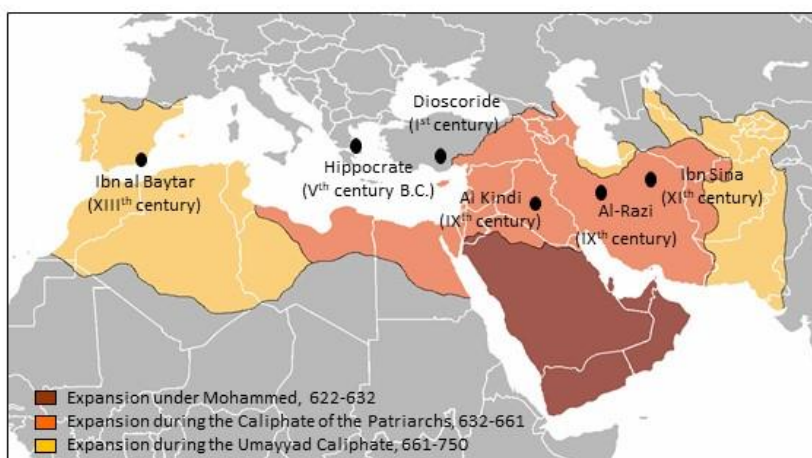 Dioscoride
(Ist century)
Hippocrate
(Vth century B.C.)
Ibn al Baytar
(XIIIth century)
Al Kindi
(IXth century)
Al-Razi
(IXth century)
Ibn Sina
(XIth century)
Expansion under Mohammed, 622-632
Expansion during the Caliphate of the Patriarchs, 632-661
Expansion during the Umayyad Caliphate, 661-750